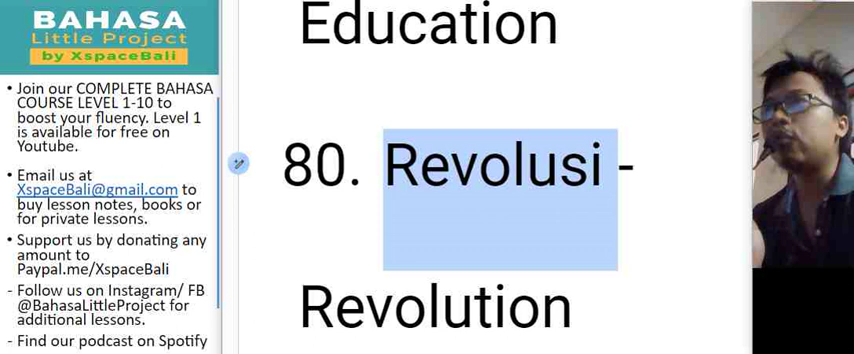 BAHASA
Little Project
by XspaceBali
• Join our COMPLETE BAHASA
COURSE LEVEL 1-10 to
boost your fluency. Level 1
is available for free on
Youtube.
• Email us at
XspaceBali@gmail.com to
buy lesson notes, books or
for private lessons.
• Support us by donating any
amount to
Paypal.me/XspaceBali
- Follow us on Instagram/ FB
@BahasaLittleProject for
additional lessons.
- Find our podcast on Spotify
Education
80. Revolusi -
Revolution